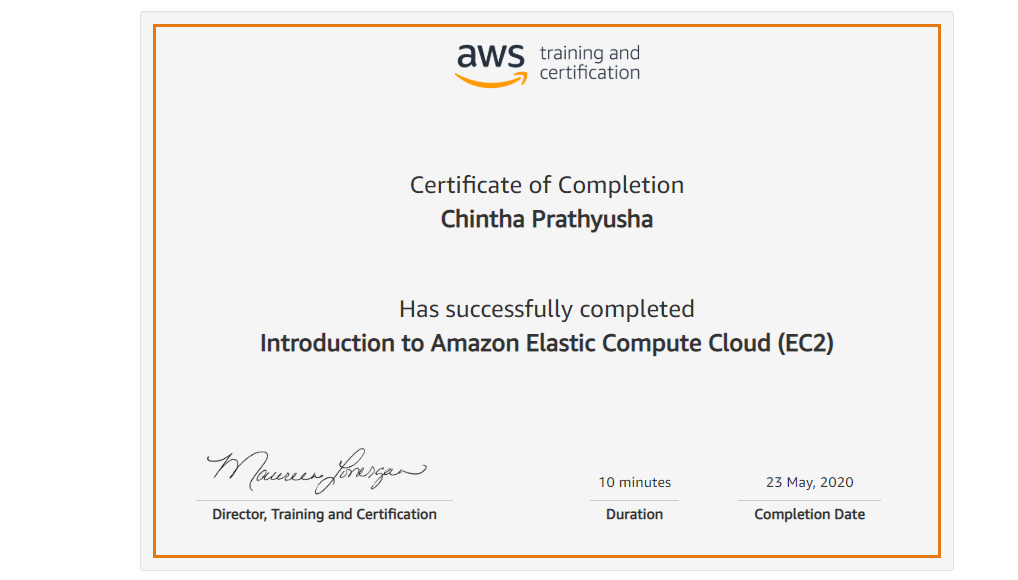 aws training and
certification
Certificate of Completion
Chintha Prathyusha
Has successfully completed
Introduction to Amazon Elastic Compute Cloud (EC2)
Maureen Lonergan
10 minutes
23 May, 2020
Director, Training and Certification
Duration
Completion Date